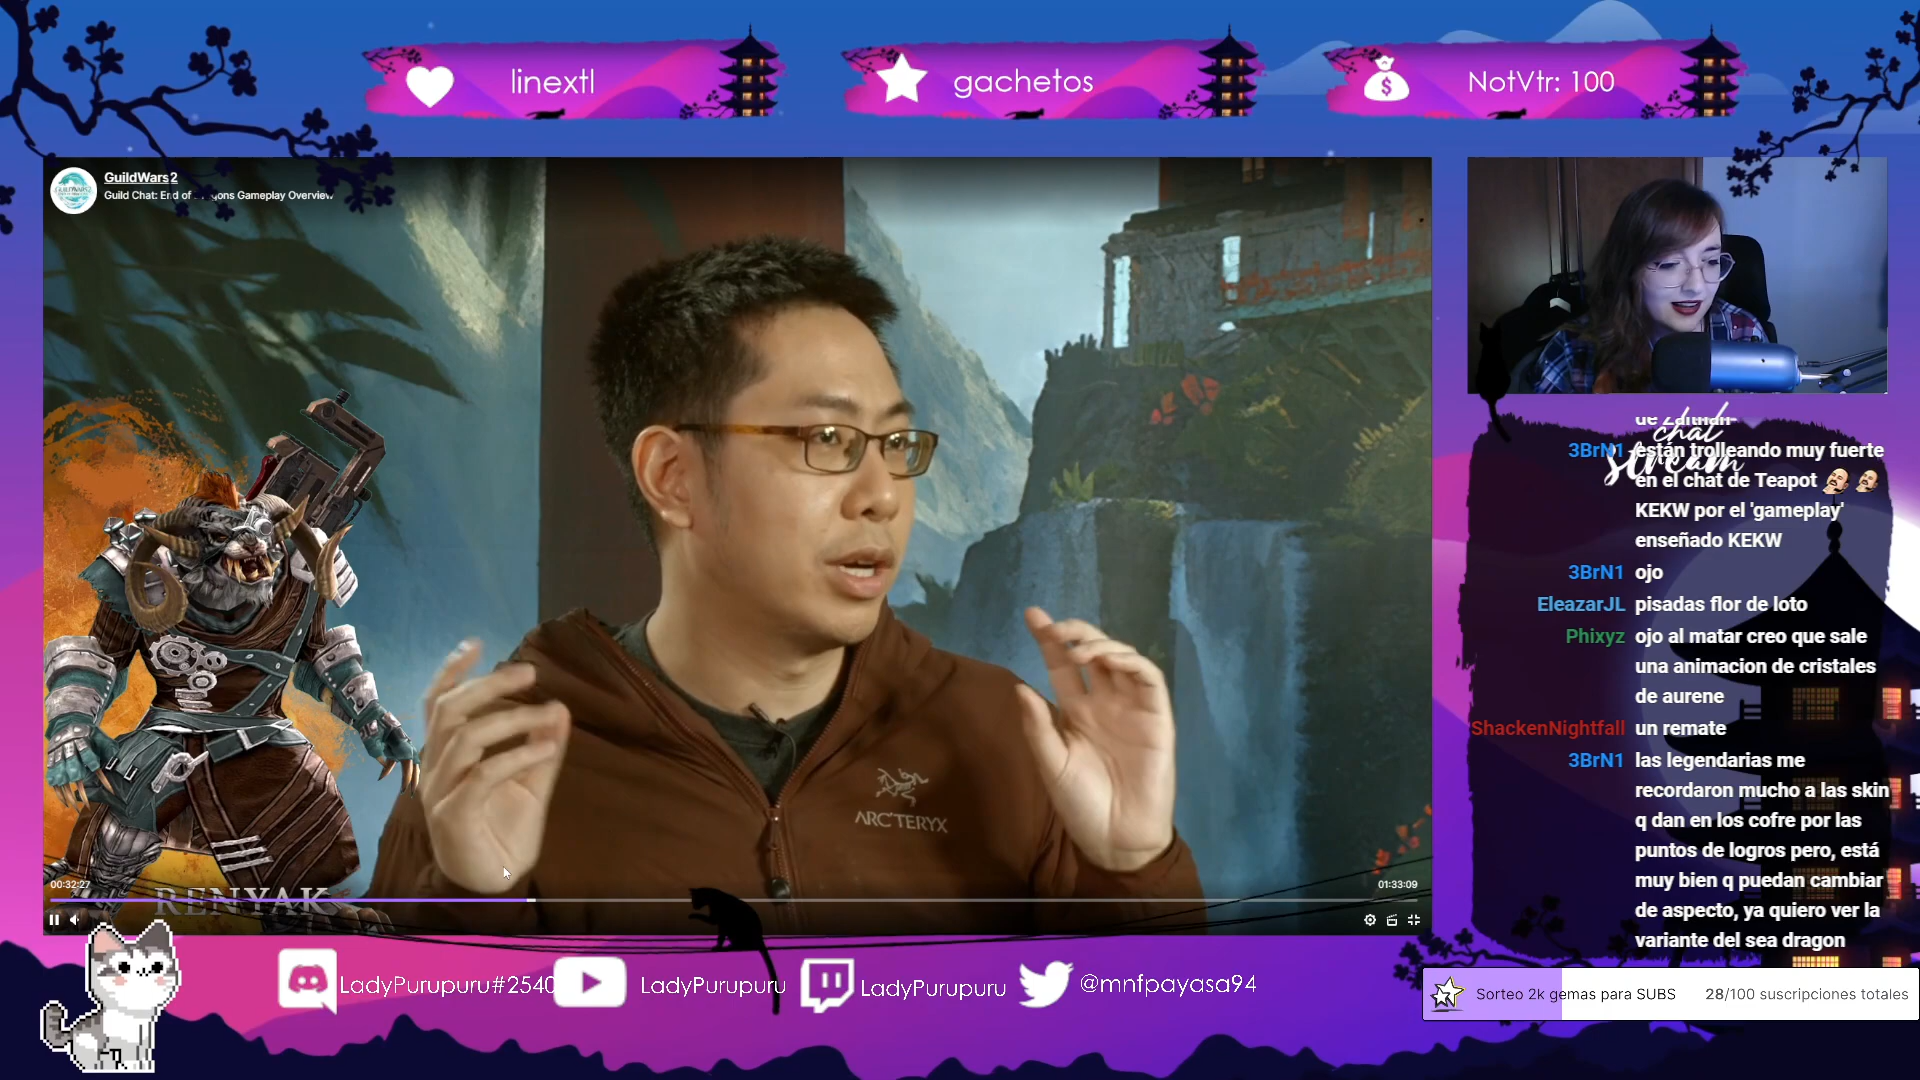 linextl
gachetos
NotVtr: 100
GuildWars2
Guild Chat: End of Dragons Gameplay Overview
chat
stream
3BrN1 están trolleando muy fuerte
en el chat de Teapot
KEKW por el 'gameplay'
enseñado KEKW
3BrN1 ojo
EleazarJL pisadas flor de loto
Phixyz ojo al matar creo que sale
una animacion de cristales
de aurene
ShackenNightfall un remate
3BrN1 las legendarias me
recordaron mucho a las skin
q dan en los cofre por las
puntos de logros pero, está
muy bien q puedan cambiar
de aspecto, ya quiero ver la
variante del sea dragon
ARC'TERYX
00:32:27
01:33:09
RENYAK
LadyPurupuru#2540
LadyPurupuru
LadyPurupuru
@mnfpayasa94
Sorteo 2k gemas para SUBS 28/100 suscripciones totales